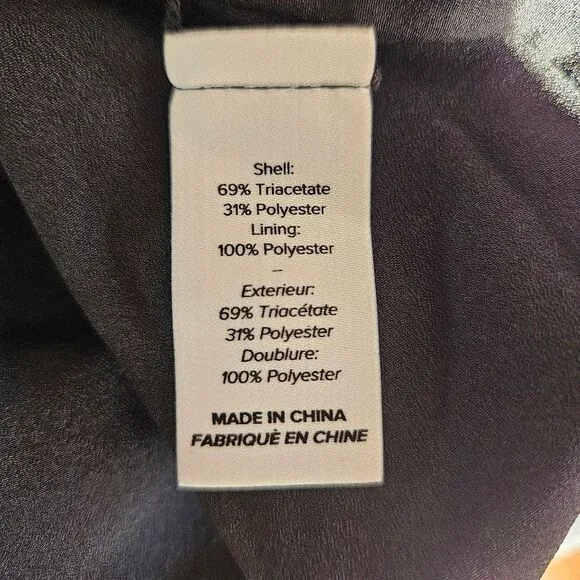 Shell:
69% Triacetate
31% Polyester
Lining:
100% Polyester
--
Exterieur:
69% Triacétate
31% Polyester
Doublure:
100% Polyester
MADE IN CHINA
FABRIQUÈ EN CHINE